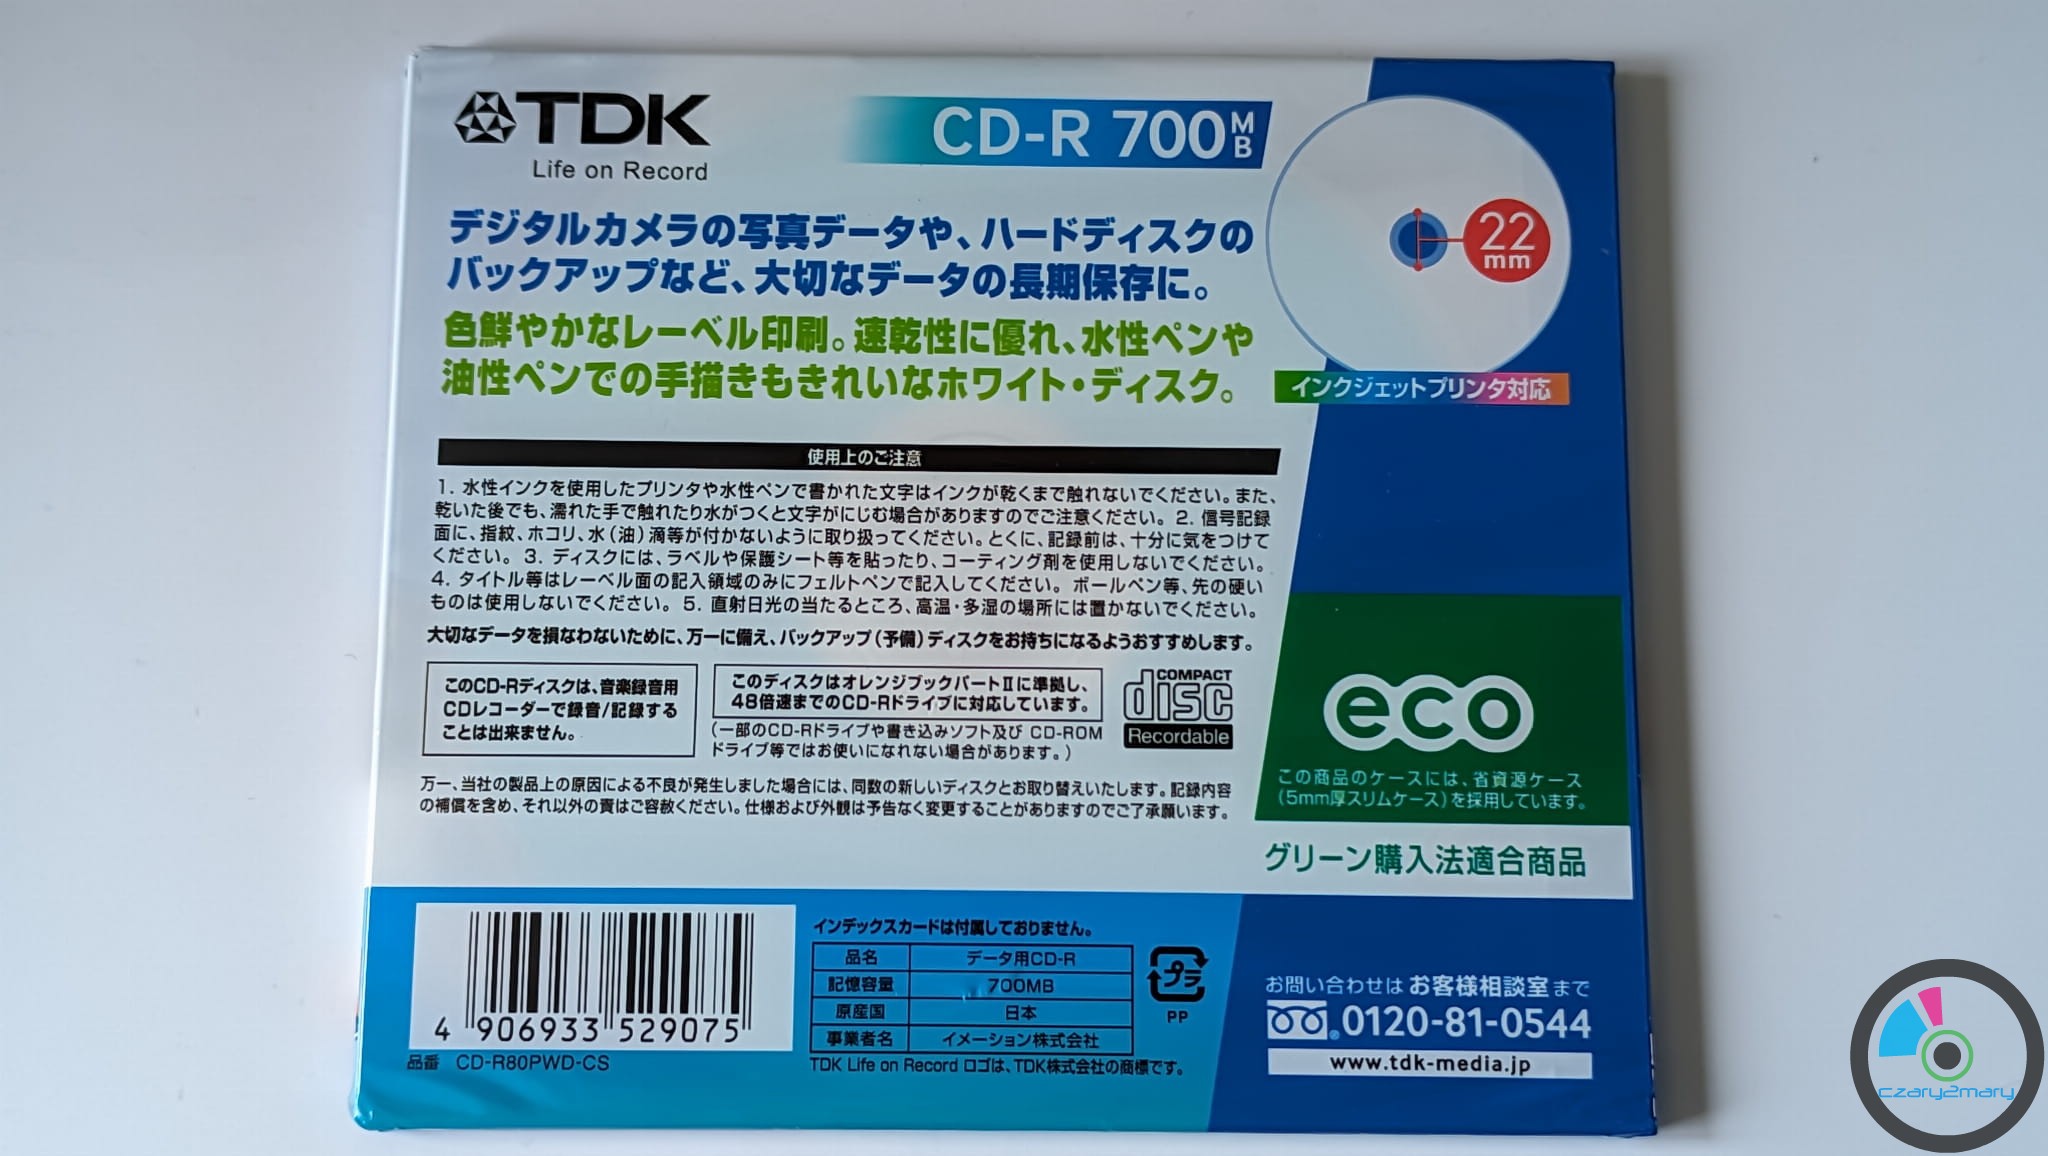 TDK
Life on Record
CD-R 700MB
22
mm
デジタルカメラの写真データや、ハードディスクの
バックアップなど、大切なデータの長期保存に。
色鮮やかなレーベル印刷。速乾性に優れ、水性ペンや
油性ペンでの手描きもきれいなホワイト・ディスク。
インクジェットプリンタ対応
使用上のご注意
1. 水性インクを使用したプリンタや水性ペンで書かれた文字はインクが乾くまで触れないでください。また、
乾いた後でも、濡れた手で触れたり水がつくと文字がにじむ場合がありますのでご注意ください。 2. 信号記録
面に、指紋、ホコリ、水(油)滴等が付かないように取り扱ってください。とくに、記録前は、十分に気をつけて
ください。 3. ディスクには、ラベルや保護シート等を貼ったり、コーティング剤を使用しないでください。
4. タイトル等はレーベル面の記入領域のみにフェルトペンで記入してください。 ボールペン等、先の硬い
ものは使用しないでください。 5. 直射日光の当たるところ、高温・多湿の場所には置かないでください。
大切なデータを損なわないために、万一に備え、バックアップ(予備)ディスクをお持ちになるようおすすめします。
このCD-Rディスクは、音楽録音用
CDレコーダーで録音/記録する
ことは出来ません。
このディスクはオレンジブックパートⅡに準拠し、
48倍速までのCD-Rドライブに対応しています。
(一部のCD-Rドライブや書き込みソフト及び CD-ROM
ドライブ等ではお使いになれない場合があります。)
COMPACT
disc
Recordable
万一、当社の製品上の原因による不良が発生しました場合には、同数の新しいディスクとお取り替えいたします。記録内容
の補償を含め、それ以外の責はご容赦ください。仕様および外観は予告なく変更することがありますのでご了承願います。
eco
この商品のケースには、省資源ケース
(5mm厚スリムケース)を採用しています。
グリーン購入法適合商品
4 906933 529075
品番 CD-R80PWD-CS
インデックスカードは付属しておりません。
品名 データ用CD-R
記憶容量 700MB
原産国 日本
事業者名 イメーション株式会社
TDK Life on Record ロゴは、TDK株式会社の商標です。
プラ
PP
お問い合わせは お客様相談室まで
0120-81-0544
www.tdk-media.jp
czary2mary